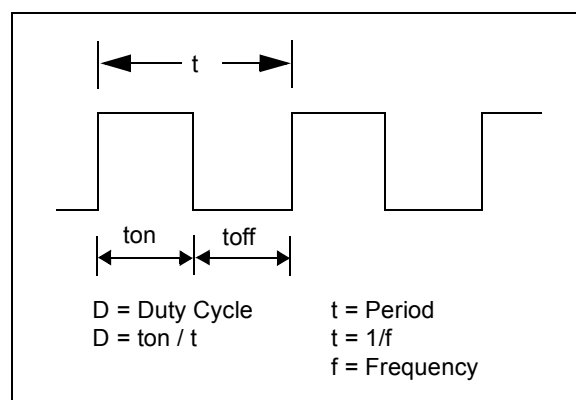 t
ton toff
D = Duty Cycle
D = ton / t
t = Period
t = 1/f
f = Frequency